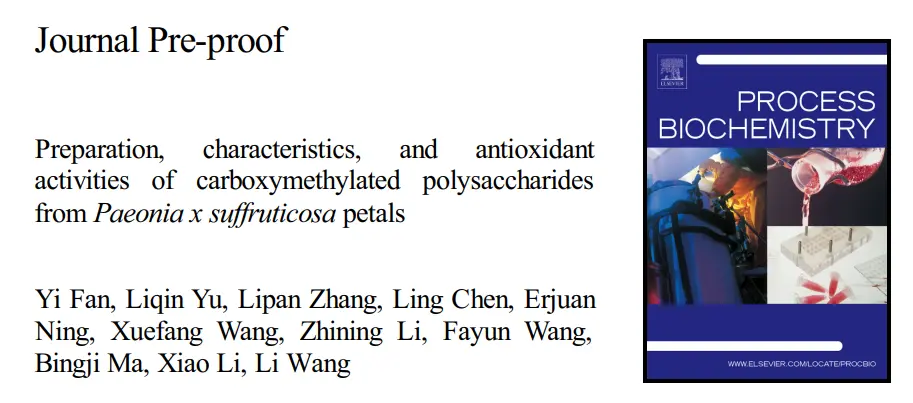 Journal Pre-proof
Preparation, characteristics, and antioxidant
activities of carboxymethylated polysaccharides
from Paeonia x suffruticosa petals
Yi Fan, Liqin Yu, Lipan Zhang, Ling Chen, Erjuan
Ning, Xuefang Wang, Zhining Li, Fayun Wang,
Bingji Ma, Xiao Li, Li Wang
ELSEVIER
PROCESS
BIOCHEMISTRY
WWW.ELSEVIER.COM/LOCATE/PROCBIO